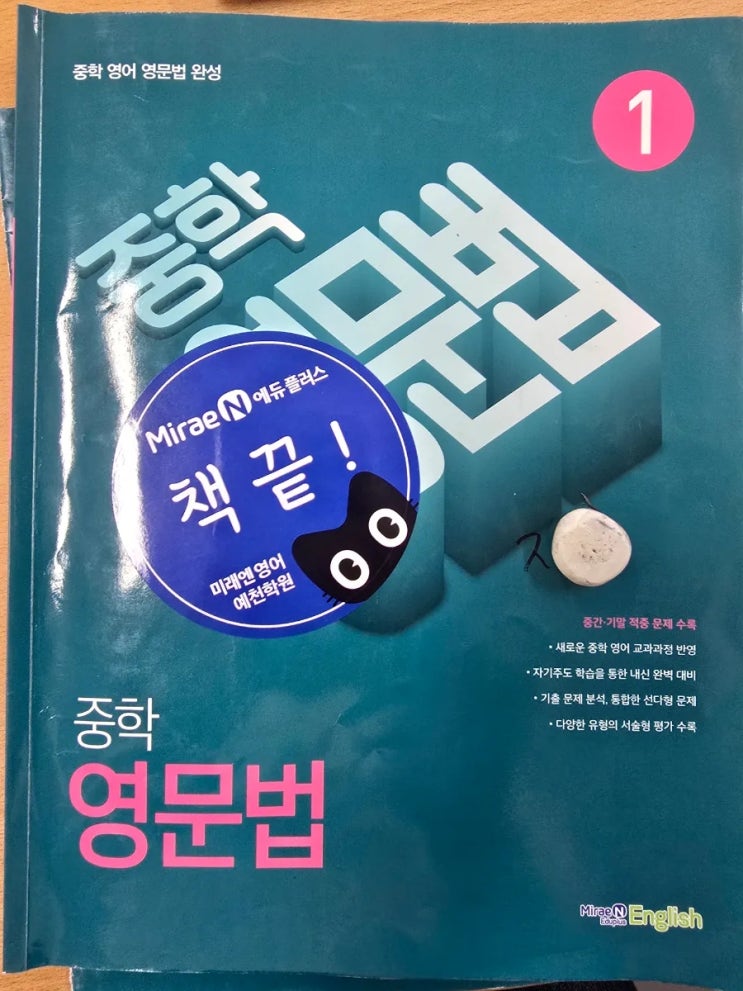 중학 영어 영문법 완성
1
중학
문법
MiraeN 에듀플러스
책 끝!
미래엔영어
예천학원
중간·기말 적중 문제 수록
• 새로운 중학 영어 교과과정 반영
• 자기주도 학습을 통한 내신 완벽 대비
• 기출 문제 분석, 통합한 선다형 문제
• 다양한 유형의 서술형 평가 수록
중학
영문법
MiraeN Eduplus English